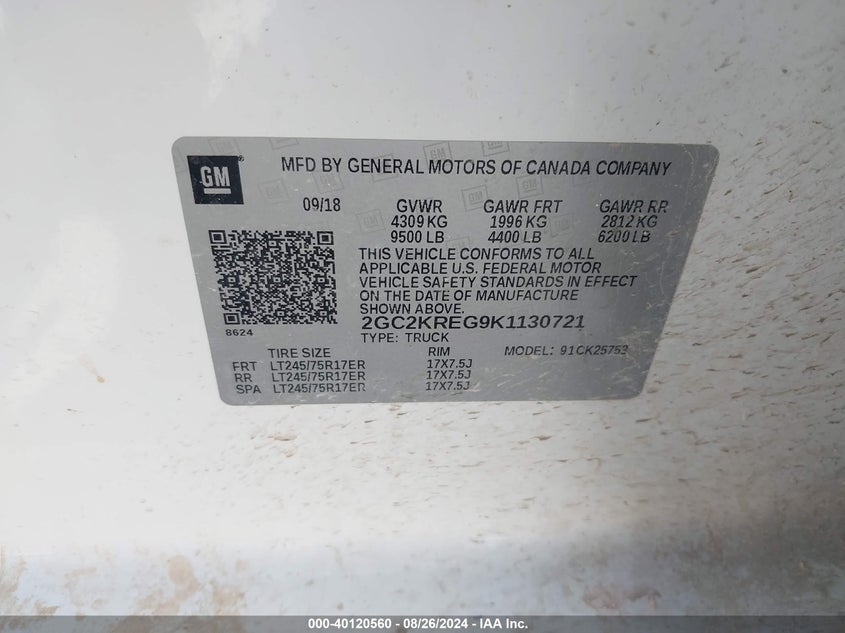 GM
MFD BY GENERAL MOTORS OF CANADA COMPANY
09/18 GVWR GAWR FRT GAWR RR
4309 KG 1996 KG 2812 KG
9500 LB 4400 LB 6200 LB
THIS VEHICLE CONFORMS TO ALL
APPLICABLE U.S. FEDERAL MOTOR
VEHICLE SAFETY STANDARDS IN EFFECT
ON THE DATE OF MANUFACTURE
SHOWN ABOVE.
8624
2GC2KREG9K1130721
TYPE: TRUCK MODEL: 91CK25753
TIRE SIZE RIM
FRT LT245/75R17ER 17X7.5J
RR LT245/75R17ER 17X7.5J
SPA LT245/75R17ER 17X7.5J
000-40120560 - 08/26/2024 - IAA Inc.